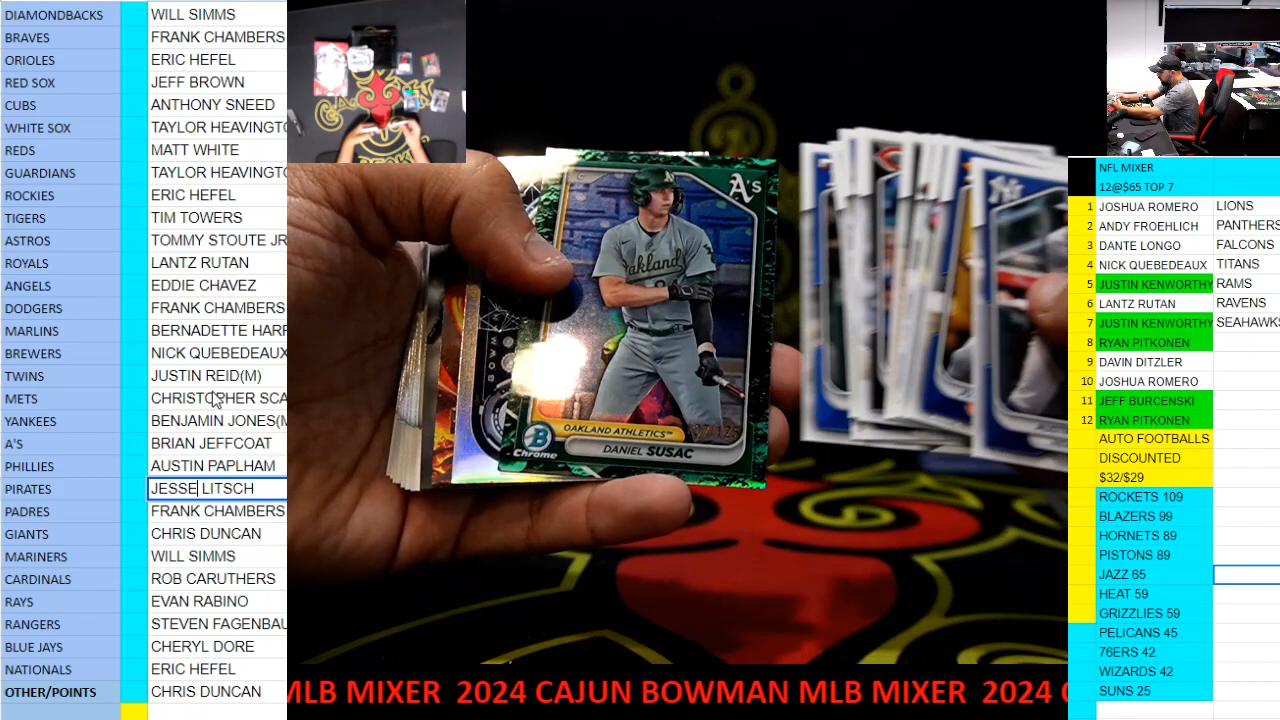 DIAMONDBACKS WILL SIMMS
BRAVES FRANK CHAMBERS
ORIOLES ERIC HEFEL
RED SOX JEFF BROWN
CUBS ANTHONY SNEED
WHITE SOX TAYLOR HEAVINGTO
REDS MATT WHITE
GUARDIANS TAYLOR HEAVINGTO
ROCKIES ERIC HEFEL
TIGERS TIM TOWERS
ASTROS TOMMY STOUTE JR
ROYALS LANTZ RUTAN
ANGELS EDDIE CHAVEZ
DODGERS FRANK CHAMBERS
MARLINS BERNADETTE HARR
BREWERS NICK QUEBEDEAUX
TWINS JUSTIN REID(M)
METS CHRISTOPHER SCA
YANKEES BENJAMIN JONES(M
A'S BRIAN JEFFCOAT
PHILLIES AUSTIN PAPLHAM
PIRATES JESSE LITSCH
PADRES FRANK CHAMBERS
GIANTS CHRIS DUNCAN
MARINERS WILL SIMMS
CARDINALS ROB CARUTHERS
RAYS EVAN RABINO
RANGERS STEVEN FAGENBAU
BLUE JAYS CHERYL DORE
NATIONALS ERIC HEFEL
OTHER/POINTS CHRIS DUNCAN
A's
Oakland
B
Chrome
OAKLAND ATHLETICS™
DANIEL SUSAC
MLB MIXER 2024 CAJUN BOWMAN MLB MIXER 2024 C
NFL MIXER
12@$65 TOP 7
1 JOSHUA ROMERO LIONS
2 ANDY FROEHLICH PANTHERS
3 DANTE LONGO FALCONS
4 NICK QUEBEDEAUX TITANS
5 JUSTIN KENWORTHY RAMS
6 LANTZ RUTAN RAVENS
7 JUSTIN KENWORTHY SEAHAWKS
8 RYAN PITKONEN
9 DAVIN DITZLER
10 JOSHUA ROMERO
11 JEFF BURCENSKI
12 RYAN PITKONEN
AUTO FOOTBALLS
DISCOUNTED
$32/$29
ROCKETS 109
BLAZERS 99
HORNETS 89
PISTONS 89
JAZZ 65
HEAT 59
GRIZZLIES 59
PELICANS 45
76ERS 42
WIZARDS 42
SUNS 25